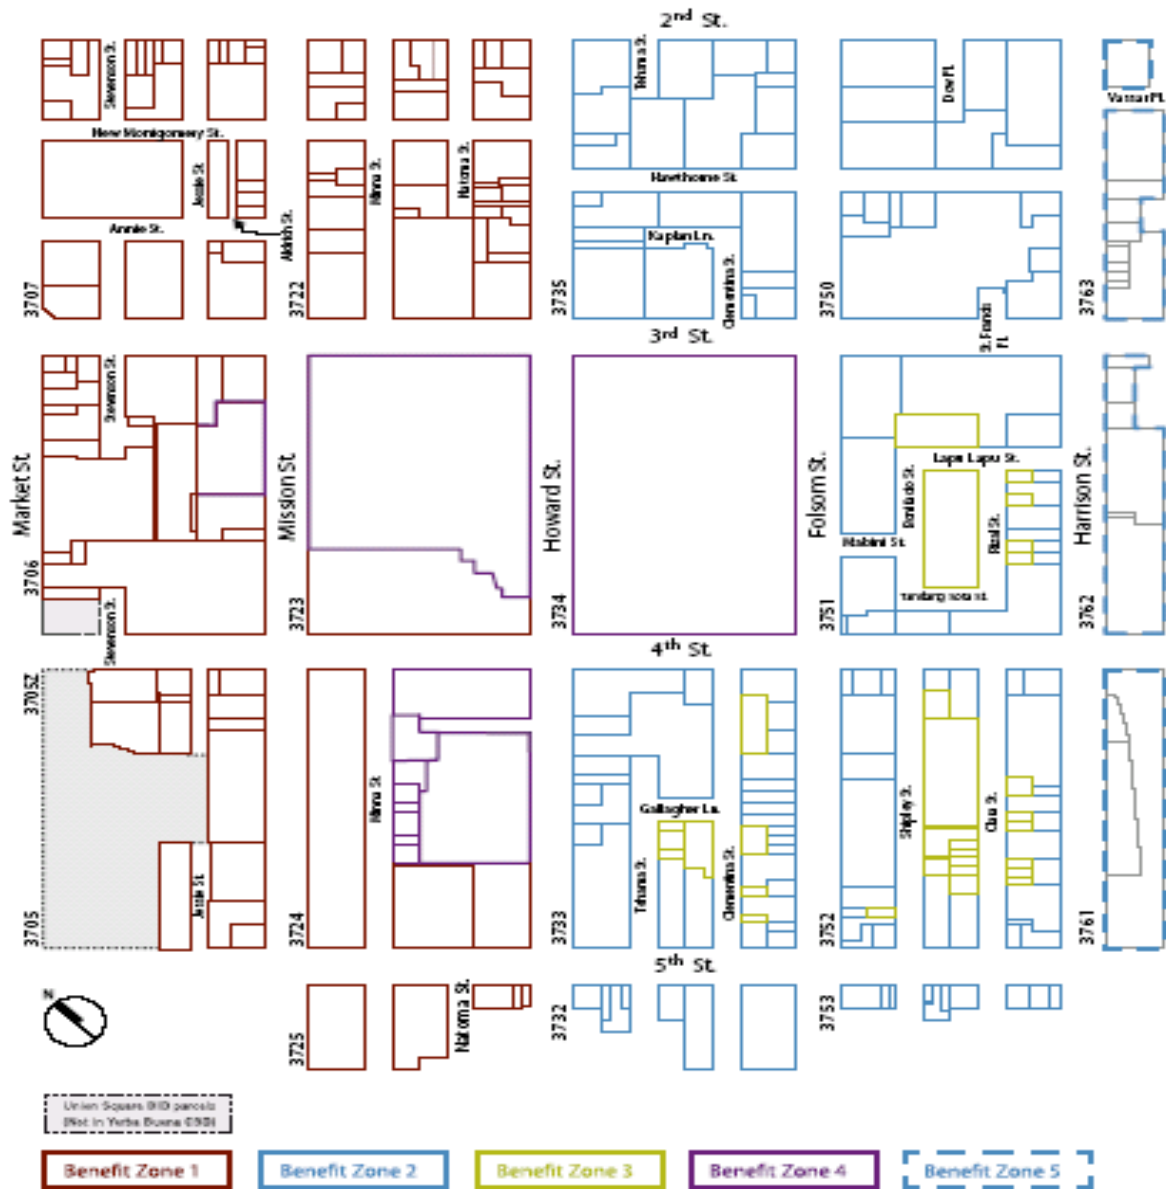 2nd St.
Stevenson St.
Tehama St.
Dow Pl.
Vassar Pl.
New Montgomery St.
Jessie St.
Minna St.
Natoma St.
Hawthorne St.
Annie St.
Aldrich St.
Kaplan Ln.
Clementina St.
3707
3722
3735
3750
3763
St. Francis Pl.
3rd St.
Stevenson St.
Lapu Lapu St.
Market St.
Mission St.
Howard St.
Folsom St.
Bonifacio St.
Rizal St.
Harrison St.
Mabini St.
3706
3723
3734
3751
3762
Tandang Sora St.
Stevenson St.
4th St.
3705Z
Minna St.
Gallagher Ln.
Shipley St.
Clara St.
Jessie St.
Tehama St.
Clementina St.
3705
3724
3733
3752
3761
5th St.
N
Natoma St.
3725
3732
3753
Union Square BID parcels
(Not in Yerba Buena CBD)
Benefit Zone 1
Benefit Zone 2
Benefit Zone 3
Benefit Zone 4
Benefit Zone 5